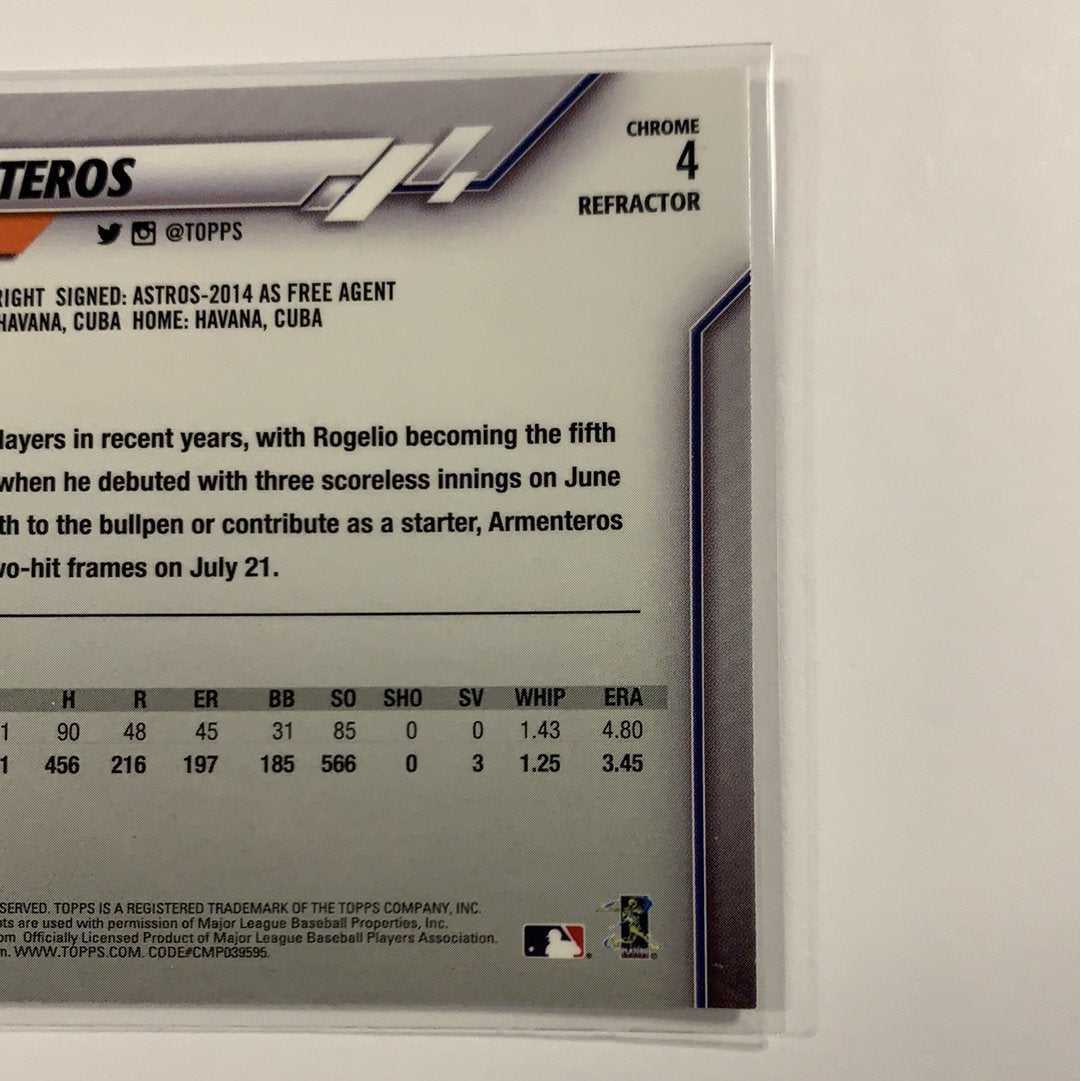 CHROME
4
REFRACTOR
TEROS
@TOPPS
RIGHT SIGNED: ASTROS-2014 AS FREE AGENT
HAVANA, CUBA HOME: HAVANA, CUBA
layers in recent years, with Rogelio becoming the fifth
when he debuted with three scoreless innings on June
th to the bullpen or contribute as a starter, Armenteros
wo-hit frames on July 21.
H R ER BB SO SHO SV WHIP ERA
1 90 48 45 31 85 0 0 1.43 4.80
1 456 216 197 185 566 0 3 1.25 3.45
SERVED. TOPPS IS A REGISTERED TRADEMARK OF THE TOPPS COMPANY, INC.
ts are used with permission of Major League Baseball Properties, Inc.
om Officially Licensed Product of Major League Baseball Players Association.
m. WWW.TOPPS.COM. CODE#CMP039595.